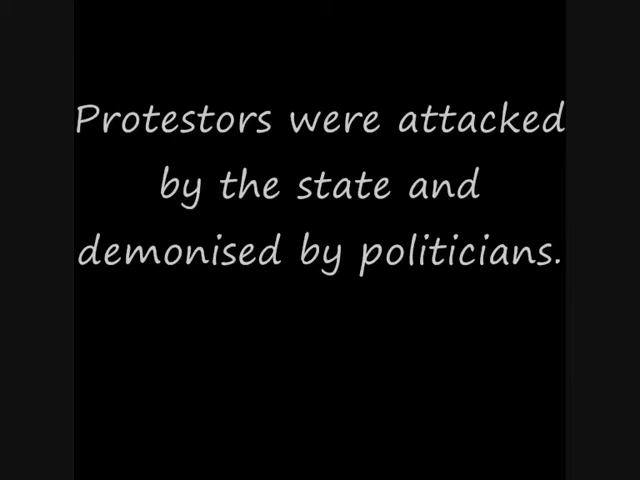 Protestors were attacked
by the state and
demonised by politicians.